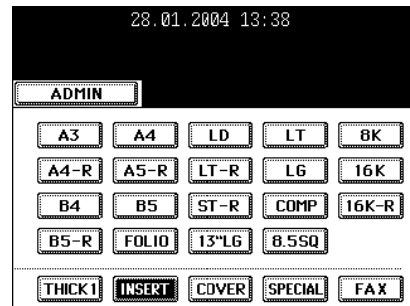 28.01.2004 13:38
ADMIN
A3 A4 LD LT 8K
A4-R A5-R LT-R LG 16K
B4 B5 ST-R COMP 16K-R
B5-R FOLIO 13"LG 8.5SQ
THICK1 INSERT COVER SPECIAL FAX